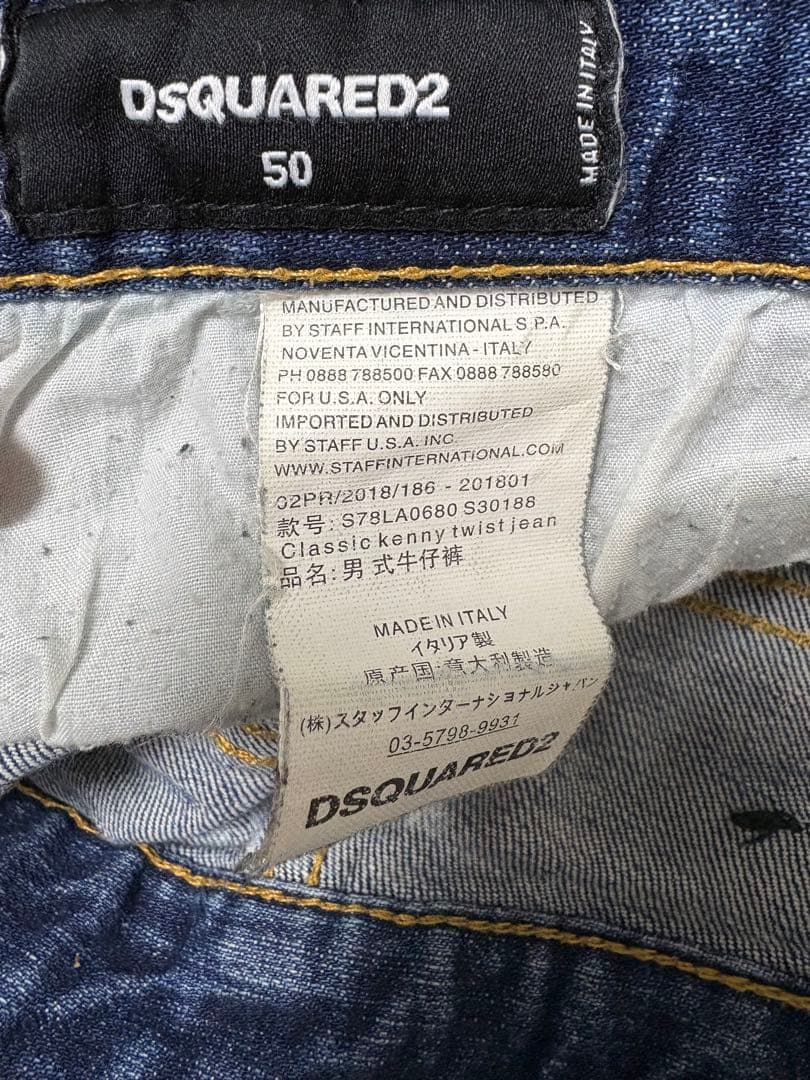 DSQUARED2
50
MADE IN ITALY
MANUFACTURED AND DISTRIBUTED
BY STAFF INTERNATIONAL S.P.A.
NOVENTA VICENTINA - ITALY
PH 0888 788500 FAX 0888 788580
FOR U.S.A. ONLY
IMPORTED AND DISTRIBUTED
BY STAFF U.S.A. INC.
WWW.STAFFINTERNATIONAL.COM
02PR/2018/186 - 201801
款号: S78LA0680 S30188
Classic kenny twist jean
品名: 男 式牛仔裤
MADE IN ITALY
イタリア製
原产国:意大利製造
(株)スタッフインターナショナルジャパン
03-5798-9931
DSQUARED2